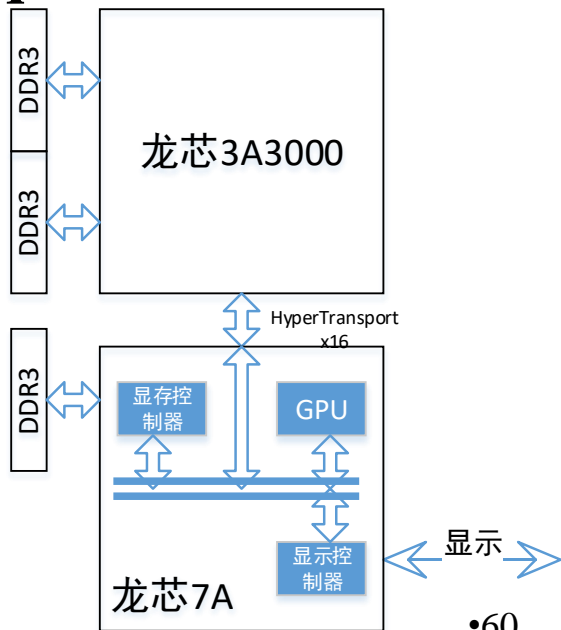 DDR3
龙芯3A3000
DDR3
HyperTransport
x16
DDR3
显存控
制器
GPU
显示控
制器
显示
龙芯7A
•60